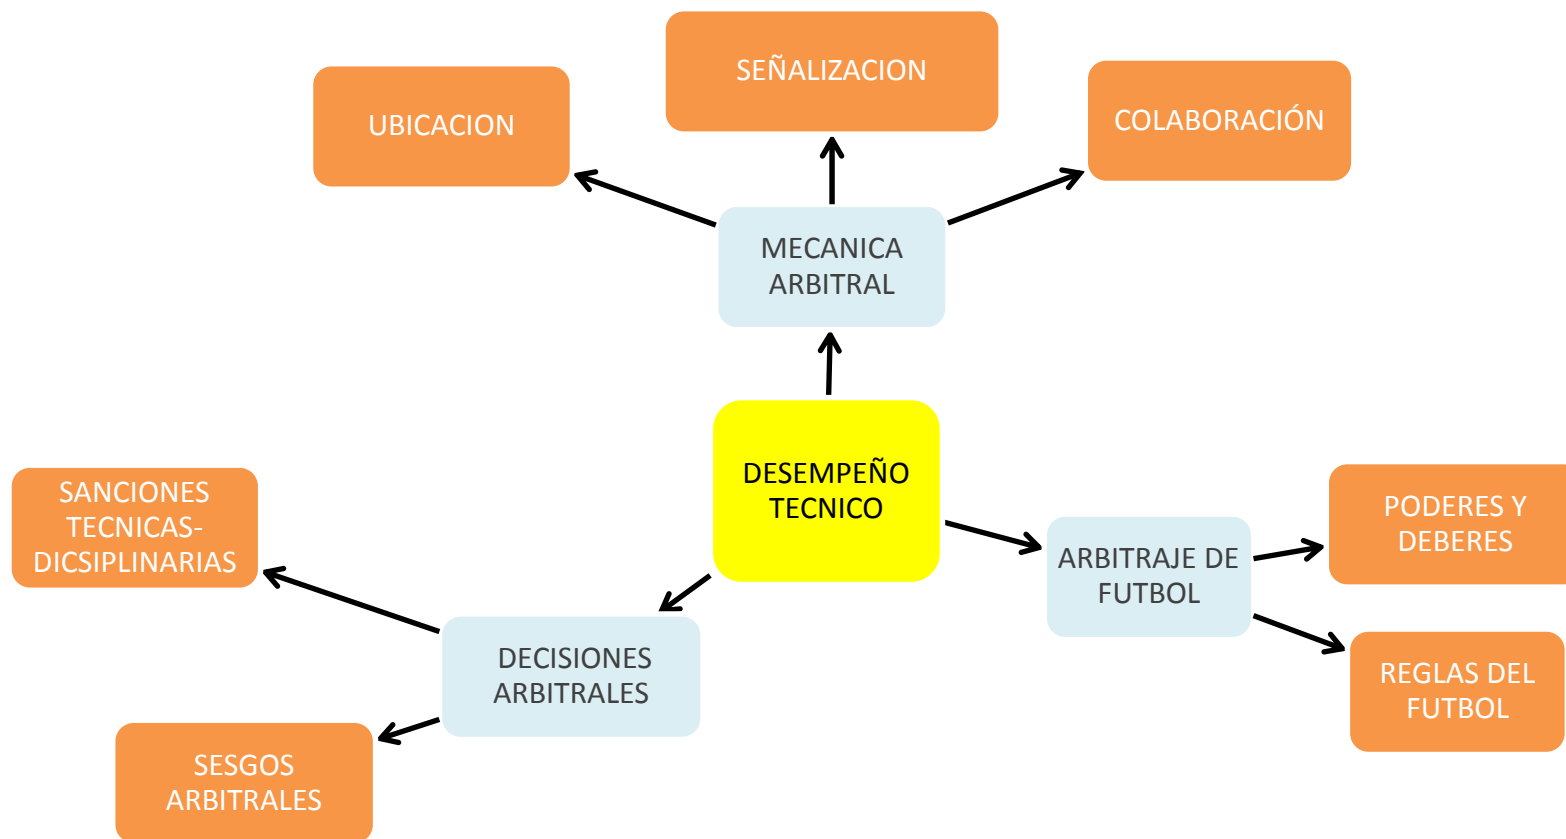 SEÑALIZACION
UBICACION
COLABORACIÓN
MECANICA
ARBITRAL
DESEMPEÑO
TECNICO
SANCIONES
TECNICAS-
DICSIPLINARIAS
PODERES Y
DEBERES
ARBITRAJE DE
FUTBOL
DECISIONES
ARBITRALES
REGLAS DEL
FUTBOL
SESGOS
ARBITRALES